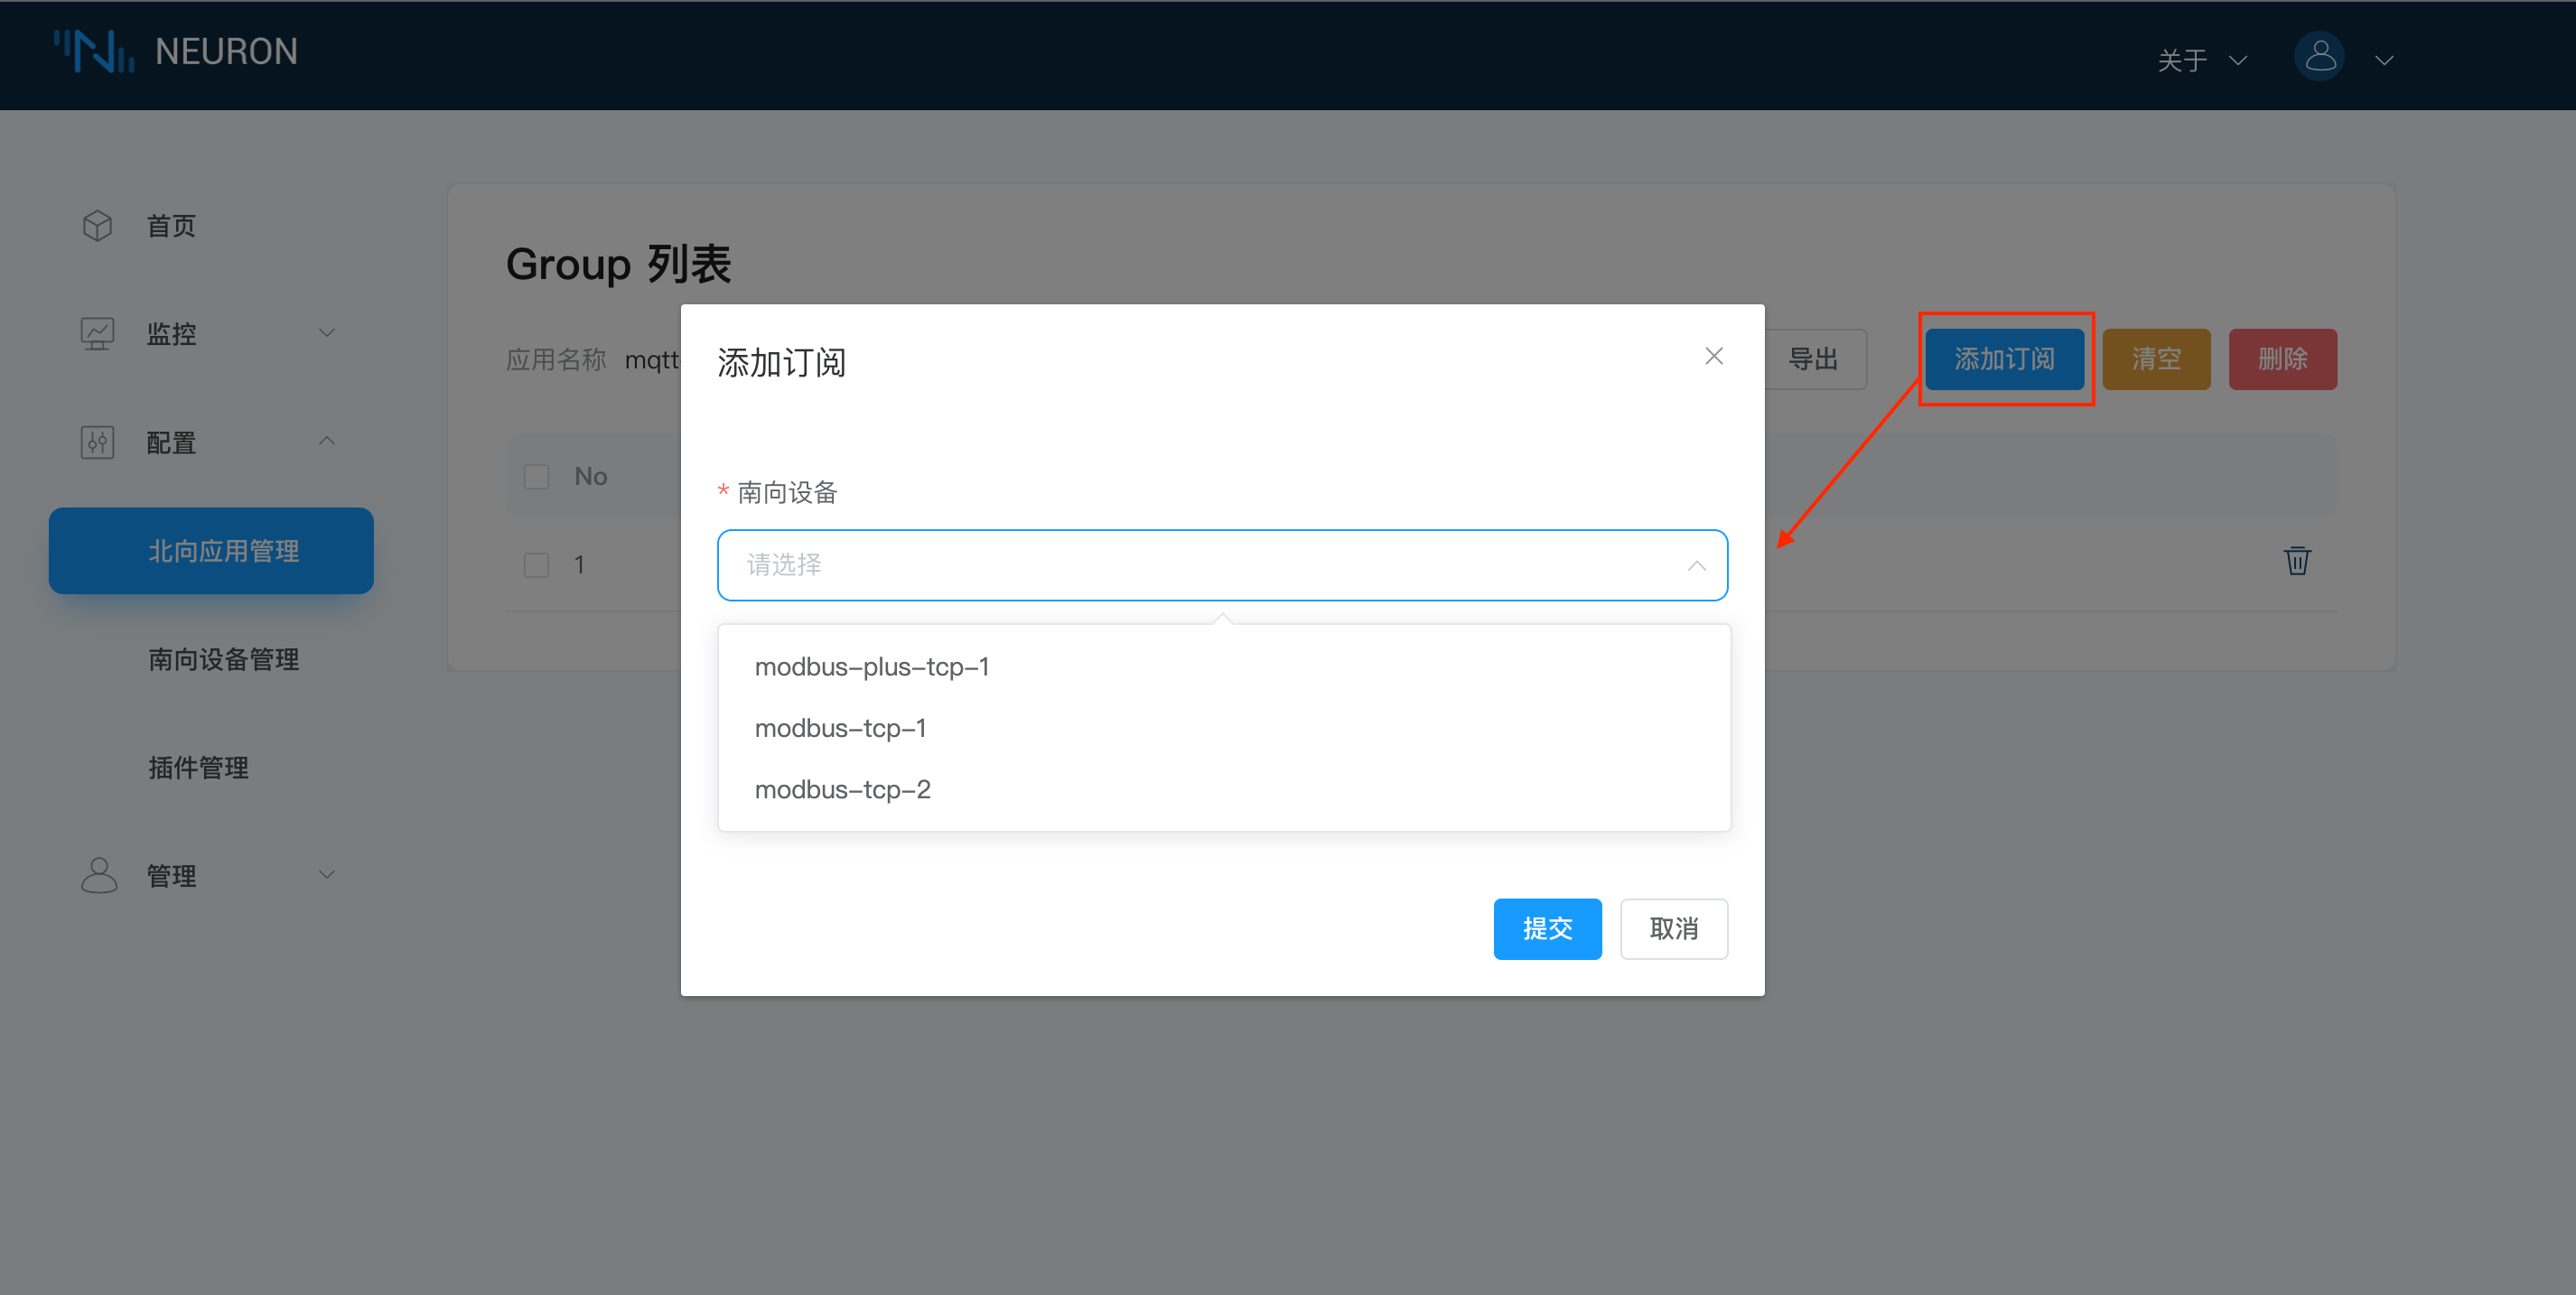 NEURON
关于
首页
监控
配置
北向应用管理
南向设备管理
插件管理
管理
Group 列表
应用名称 mqtt
导出
添加订阅
清空
删除
No
1
添加订阅
* 南向设备
请选择
modbus-plus-tcp-1
modbus-tcp-1
modbus-tcp-2
提交
取消